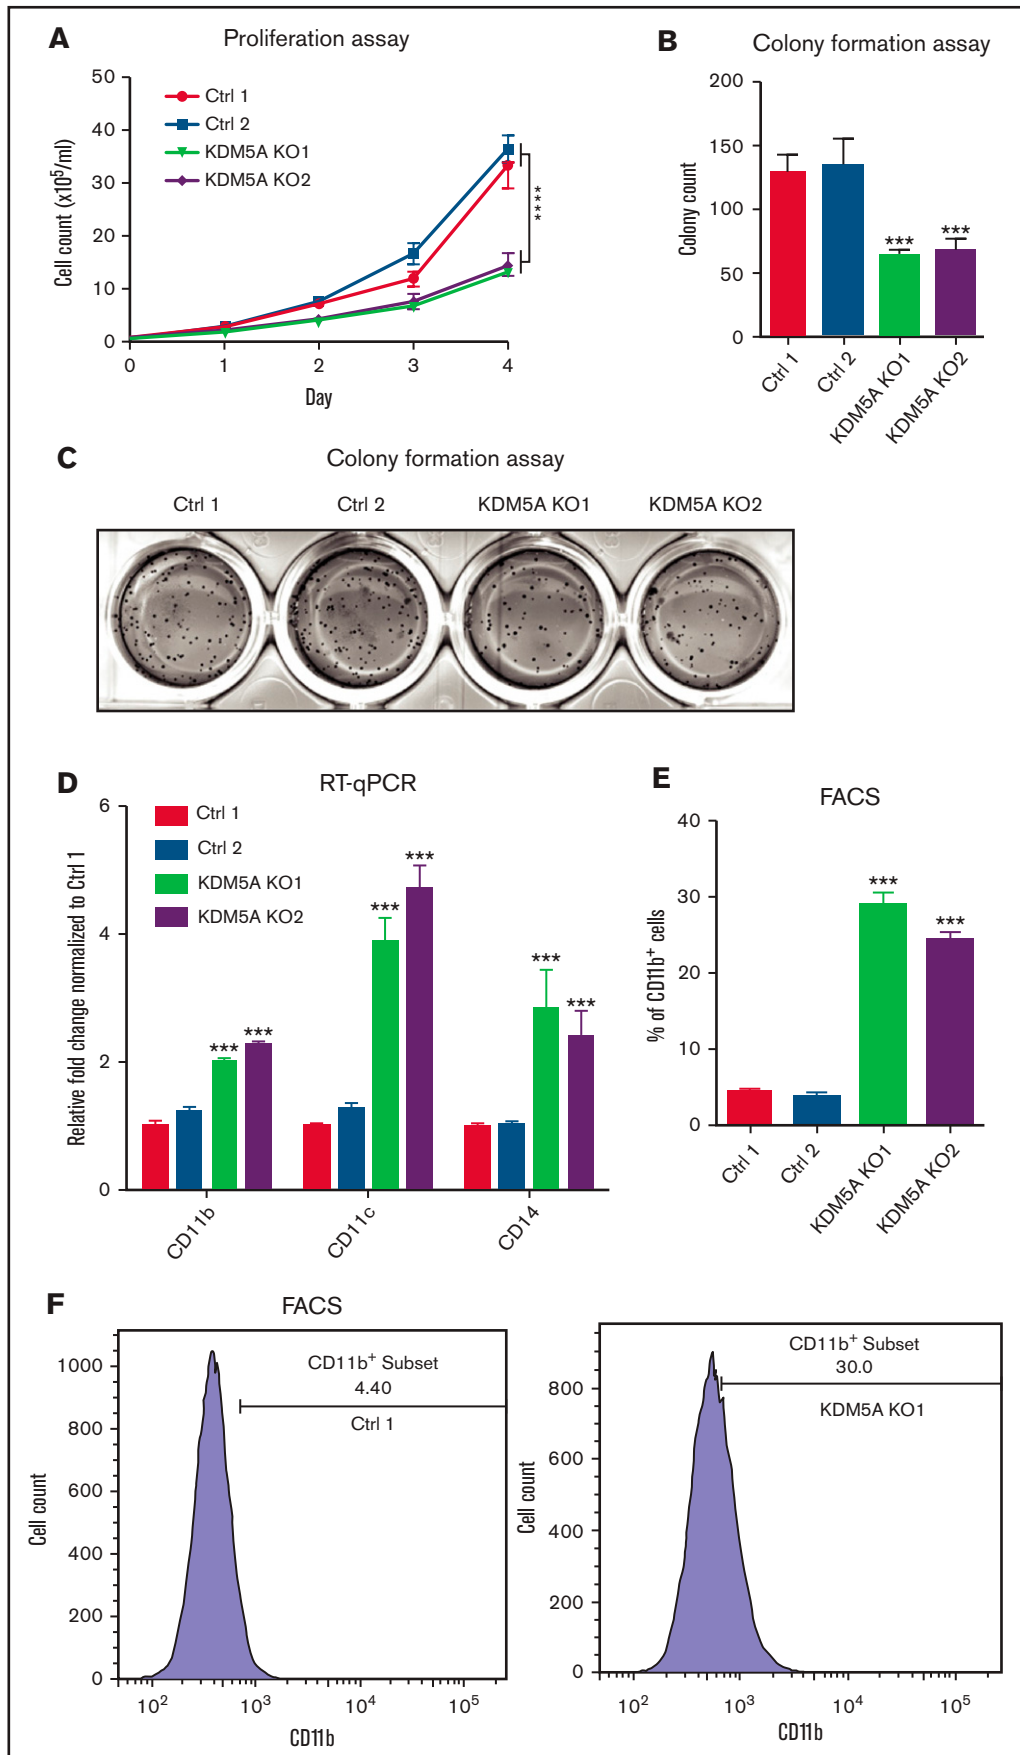 A
Proliferation assay
50
40
30
20
10
0
Cell count (x10⁵/ml)
Ctrl 1
Ctrl 2
KDM5A KO1
KDM5A KO2
****
0 1 2 3 4
Day
B
Colony formation assay
200
150
100
50
0
Colony count
***
***
Ctrl 1
Ctrl 2
KDM5A KO1
KDM5A KO2
C
Colony formation assay
Ctrl 1 Ctrl 2 KDM5A KO1 KDM5A KO2
D
RT-qPCR
6
4
2
0
Relative fold change normalized to Ctrl 1
Ctrl 1
Ctrl 2
KDM5A KO1
KDM5A KO2
***
***
***
***
***
***
CD11b
CD11c
CD14
E
FACS
40
30
20
10
0
% of CD11b⁺ cells
***
***
Ctrl 1
Ctrl 2
KDM5A KO1
KDM5A KO2
F
FACS
1000
800
600
400
200
0
Cell count
CD11b⁺ Subset
4.40
Ctrl 1
10² 10³ 10⁴ 10⁵
CD11b
800
600
400
200
0
Cell count
CD11b⁺ Subset
30.0
KDM5A KO1
10² 10³ 10⁴ 10⁵
CD11b